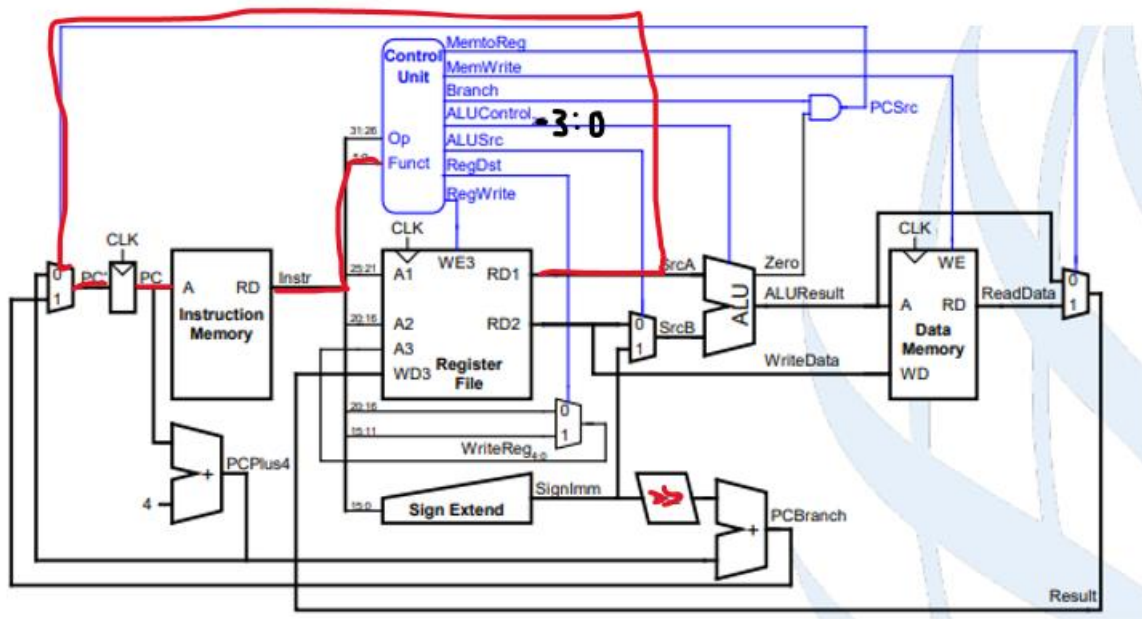 MemtoReg
Control
Unit
MemWrite
Branch
ALUControl
-3:0
PCSrc
31:26
Op
ALUSrc
Funct
RegDst
RegWrite
CLK
CLK
CLK
0
1
PC'
PC
A
RD
Instr
Instruction
Memory
25:21
A1
WE3
RD1
SrcA
Zero
WE
0
1
20:16
A2
RD2
0
1
SrcB
ALU
ALUResult
A
RD
ReadData
Data
Memory
A3
WD3
Register
File
WriteData
WD
20:16
15:11
0
1
WriteReg4:0
PCPlus4
+
4
15:0
Sign Extend
SignImm
PCBranch
+
Result